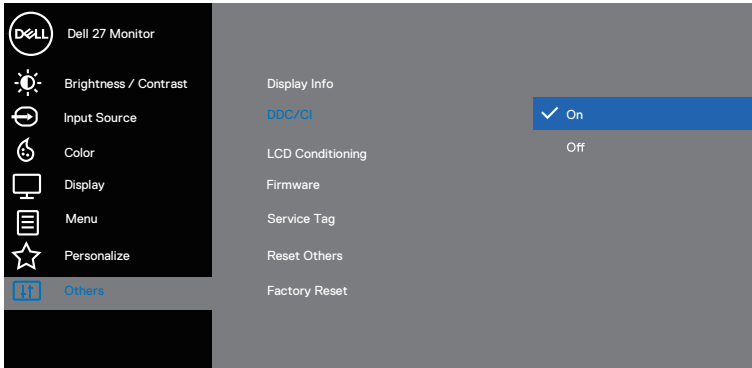 DELL
Dell 27 Monitor
Brightness / Contrast
Input Source
Color
Display
Menu
Personalize
Others
Display Info
DDC/CI
LCD Conditioning
Firmware
Service Tag
Reset Others
Factory Reset
On
Off